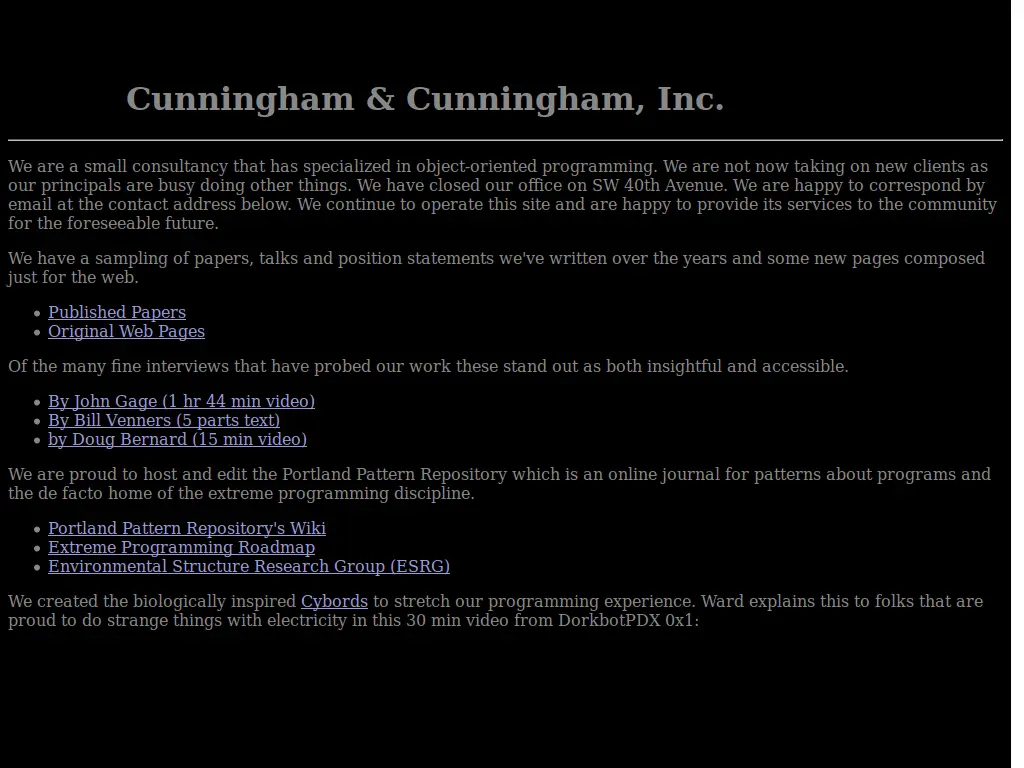 Cunningham & Cunningham, Inc.
We are a small consultancy that has specialized in object-oriented programming. We are not now taking on new clients as
our principals are busy doing other things. We have closed our office on SW 40th Avenue. We are happy to correspond by
email at the contact address below. We continue to operate this site and are happy to provide its services to the community
for the foreseeable future.
We have a sampling of papers, talks and position statements we've written over the years and some new pages composed
just for the web.
• Published Papers
• Original Web Pages
Of the many fine interviews that have probed our work these stand out as both insightful and accessible.
• By John Gage (1 hr 44 min video)
• By Bill Venners (5 parts text)
• by Doug Bernard (15 min video)
We are proud to host and edit the Portland Pattern Repository which is an online journal for patterns about programs and
the de facto home of the extreme programming discipline.
• Portland Pattern Repository's Wiki
• Extreme Programming Roadmap
• Environmental Structure Research Group (ESRG)
We created the biologically inspired Cybords to stretch our programming experience. Ward explains this to folks that are
proud to do strange things with electricity in this 30 min video from DorkbotPDX 0x1: